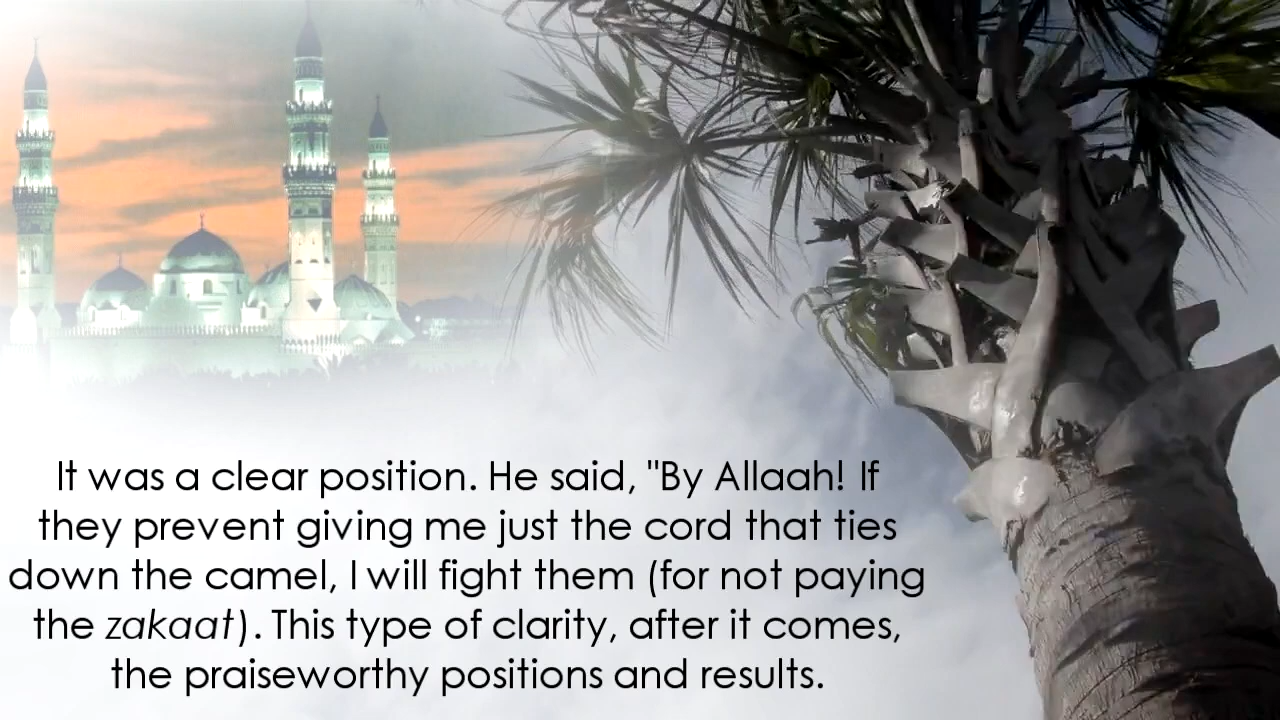 It was a clear position. He said, "By Allaah! If
they prevent giving me just the cord that ties
down the camel, I will fight them (for not paying
the zakaat). This type of clarity, after it comes,
the praiseworthy positions and results.